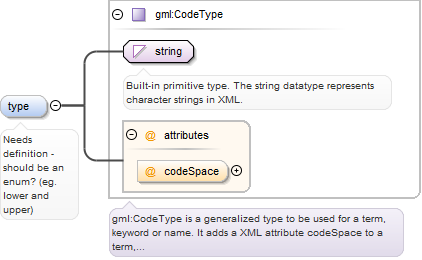 gml:CodeType
string
Built-in primitive type. The string datatype represents
character strings in XML.
type
Needs
definition -
should be an
enum? (eg.
lower and
upper)
@ attributes
@ codeSpace
gml:CodeType is a generalized type to be used for a term,
keyword or name. It adds a XML attribute codeSpace to a
term,...